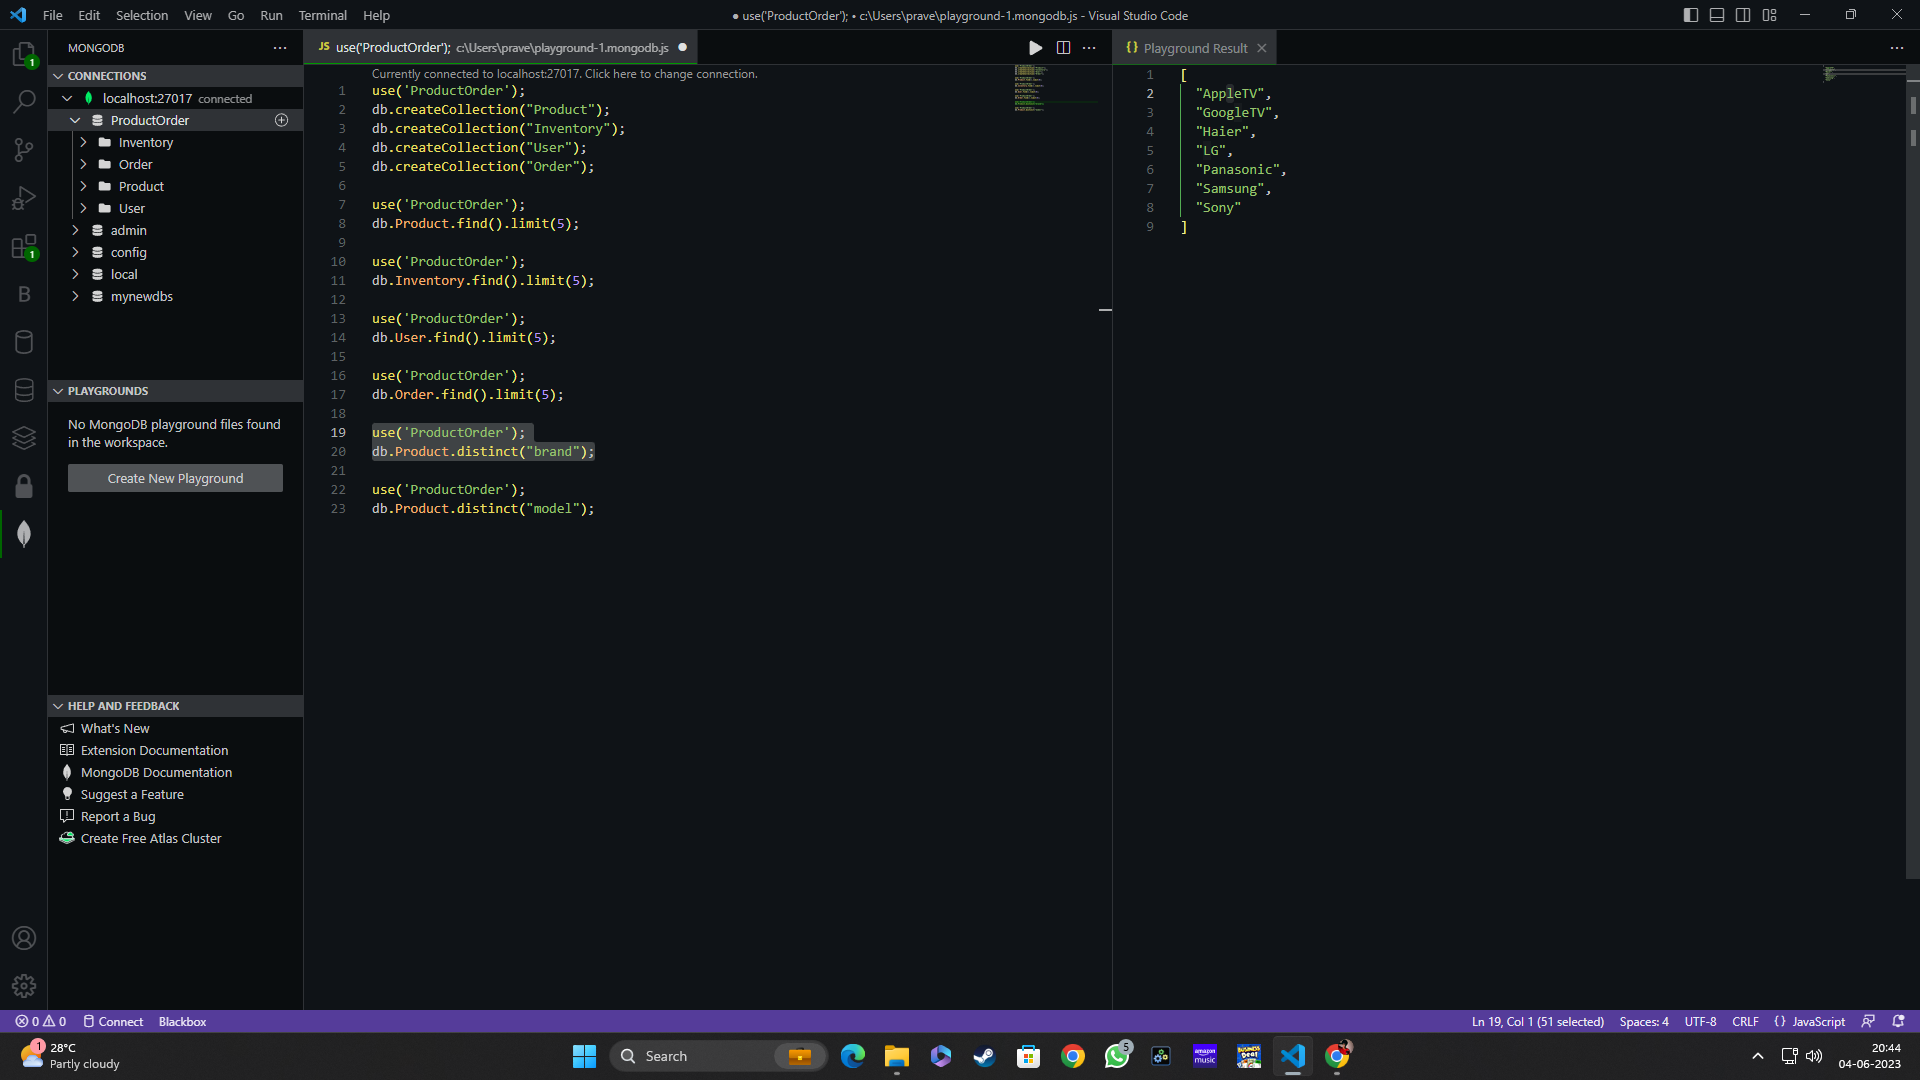 File Edit Selection View Go Run Terminal Help
● use('ProductOrder'); • c:\Users\prave\playground-1.mongodb.js - Visual Studio Code
MONGODB
CONNECTIONS
localhost:27017 connected
ProductOrder
Inventory
Order
Product
User
admin
config
local
mynewdbs
PLAYGROUNDS
No MongoDB playground files found
in the workspace.
Create New Playground
HELP AND FEEDBACK
What's New
Extension Documentation
MongoDB Documentation
Suggest a Feature
Report a Bug
Create Free Atlas Cluster
1
1
B
JS use('ProductOrder'); c:\Users\prave\playground-1.mongodb.js
Currently connected to localhost:27017. Click here to change connection.
1 use('ProductOrder');
2 db.createCollection("Product");
3 db.createCollection("Inventory");
4 db.createCollection("User");
5 db.createCollection("Order");
6
7 use('ProductOrder');
8 db.Product.find().limit(5);
9
10 use('ProductOrder');
11 db.Inventory.find().limit(5);
12
13 use('ProductOrder');
14 db.User.find().limit(5);
15
16 use('ProductOrder');
17 db.Order.find().limit(5);
18
19 use('ProductOrder');
20 db.Product.distinct("brand");
21
22 use('ProductOrder');
23 db.Product.distinct("model");
{} Playground Result
1 [
2 "AppleTV",
3 "GoogleTV",
4 "Haier",
5 "LG",
6 "Panasonic",
7 "Samsung",
8 "Sony"
9 ]
0 0 Connect Blackbox
Ln 19, Col 1 (51 selected) Spaces: 4 UTF-8 CRLF {} JavaScript
1
28°C
Partly cloudy
Search
5
amazon
music
20:44
04-06-2023